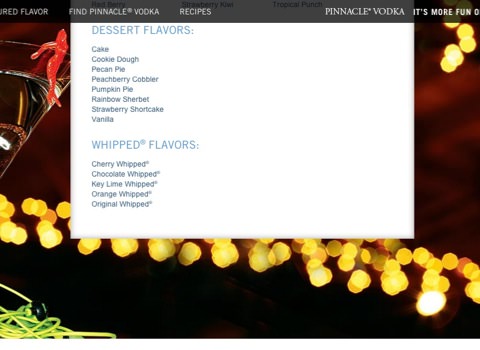 Red Berry Strawberry Kiwi Tropical Punch
URED FLAVOR FIND PINNACLE® VODKA RECIPES PINNACLE® VODKA IT'S MORE FUN O
DESSERT FLAVORS:
Cake
Cookie Dough
Pecan Pie
Peachberry Cobbler
Pumpkin Pie
Rainbow Sherbet
Strawberry Shortcake
Vanilla
WHIPPED® FLAVORS:
Cherry Whipped®
Chocolate Whipped®
Key Lime Whipped®
Orange Whipped®
Original Whipped®